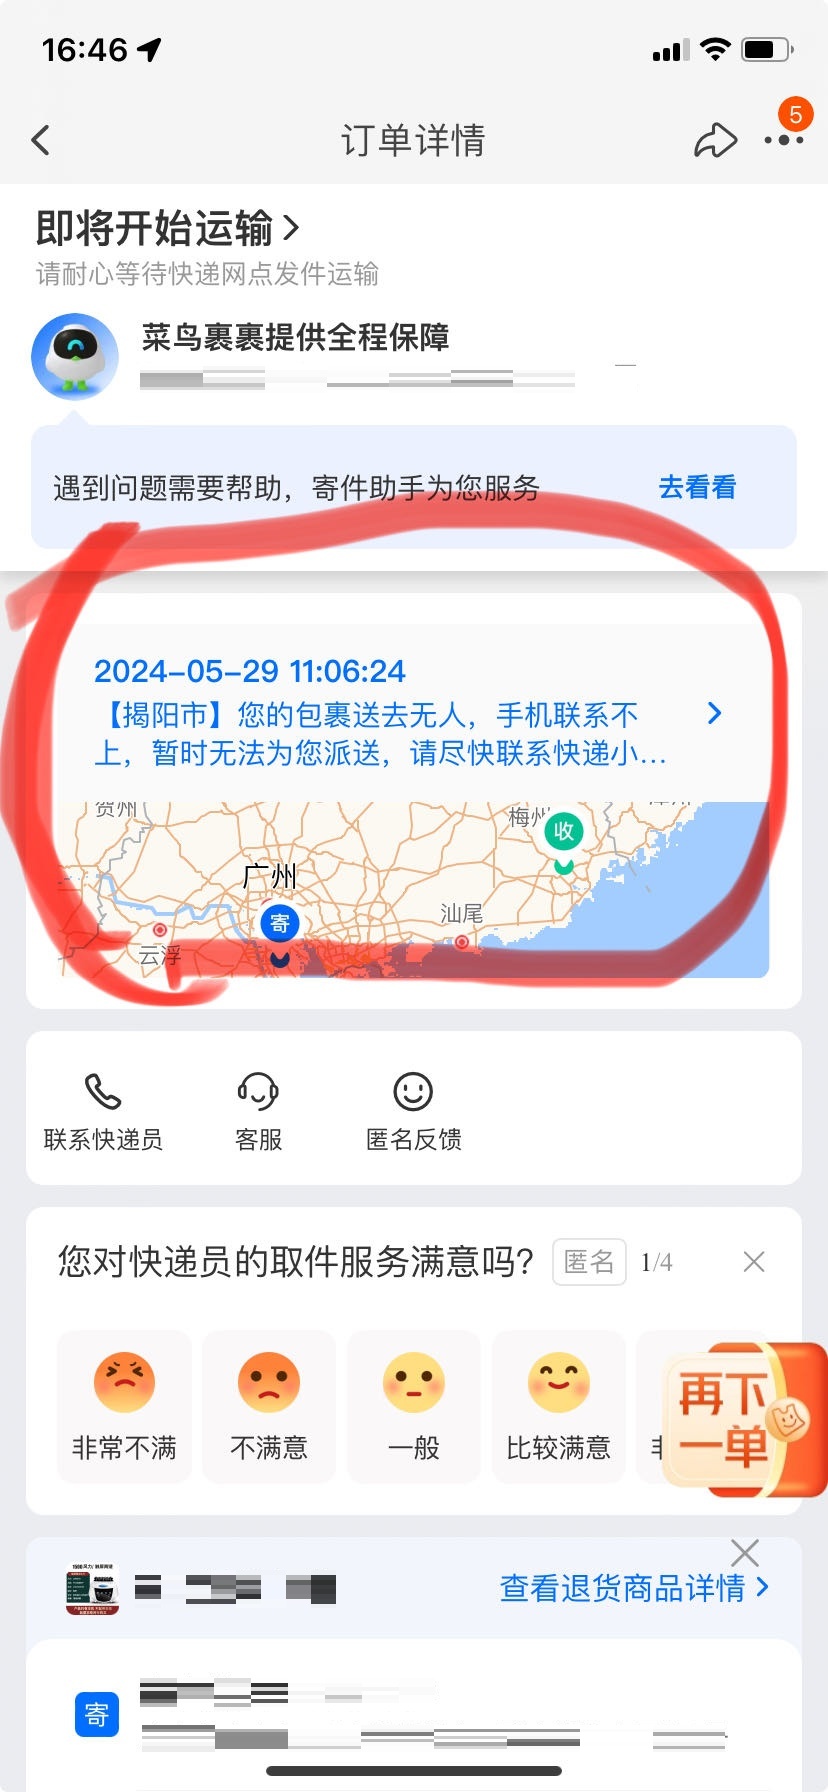 16:46
订单详情
5
即将开始运输
请耐心等待快递网点发件运输
菜鸟裹裹提供全程保障
遇到问题需要帮助，寄件助手为您服务
去看看
2024-05-29 11:06:24
【揭阳市】您的包裹送去无人，手机联系不
上，暂时无法为您派送，请尽快联系快递小...
贺州
梅州
收
广州
寄
汕尾
云浮
联系快递员
客服
匿名反馈
您对快递员的取件服务满意吗?
匿名
1/4
非常不满
不满意
一般
比较满意
再下
一单
查看退货商品详情
寄